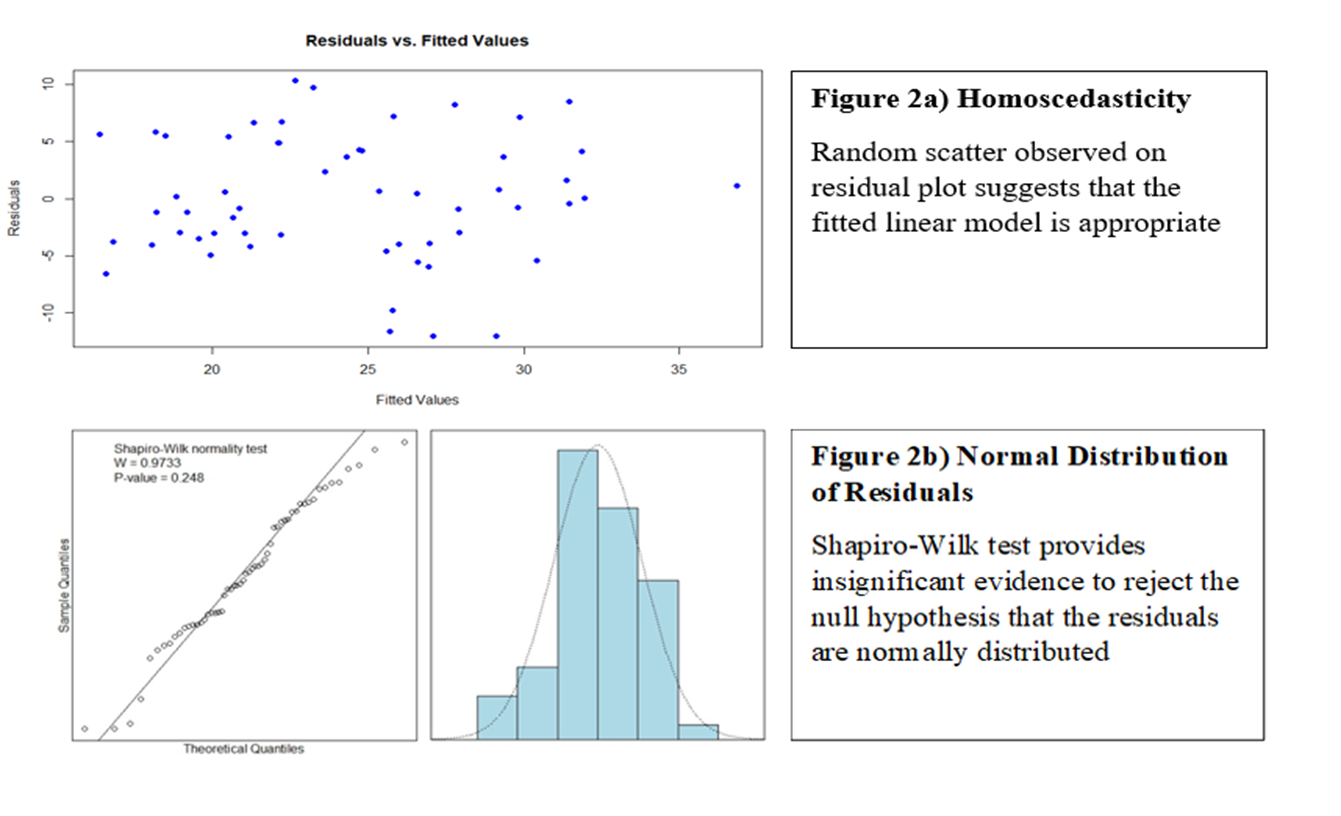 Residuals vs. Fitted Values
Residuals
10
5
0
-5
-10
20 25 30 35
Fitted Values
Figure 2a) Homoscedasticity
Random scatter observed on
residual plot suggests that the
fitted linear model is appropriate
Shapiro-Wilk normality test
W = 0.9733
P-value = 0.248
Sample Quantiles
Theoretical Quantiles
Figure 2b) Normal Distribution
of Residuals
Shapiro-Wilk test provides
insignificant evidence to reject the
null hypothesis that the residuals
are normally distributed